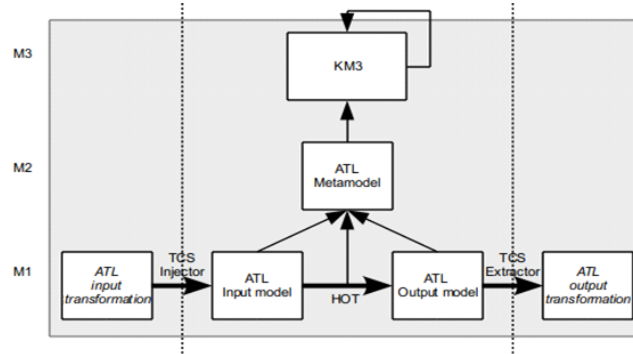 M3
KM3
M2
ATL
Metamodel
M1
ATL
input
transformation
TCS
Injector
ATL
Input model
HOT
ATL
Output model
TCS
Extractor
ATL
output
transformation